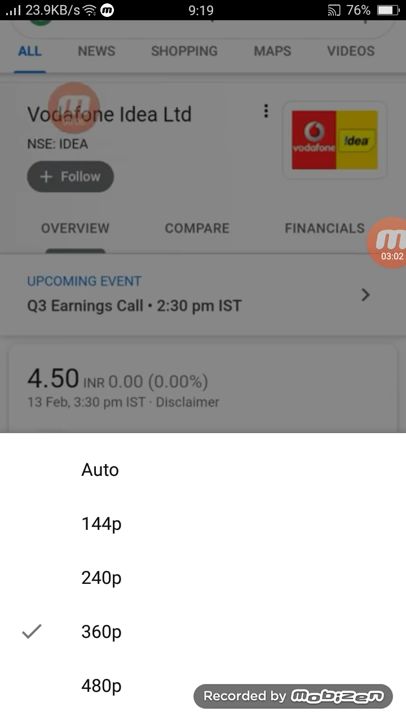 23.9KB/s 9:19 76%
ALL NEWS SHOPPING MAPS VIDEOS
Vodafone Idea Ltd
NSE: IDEA
+ Follow
vodafone idea
03:02
OVERVIEW COMPARE FINANCIALS
UPCOMING EVENT
Q3 Earnings Call • 2:30 pm IST
4.50 INR 0.00 (0.00%)
13 Feb, 3:30 pm IST · Disclaimer
Auto
144p
240p
360p
480p
Recorded by mobizen